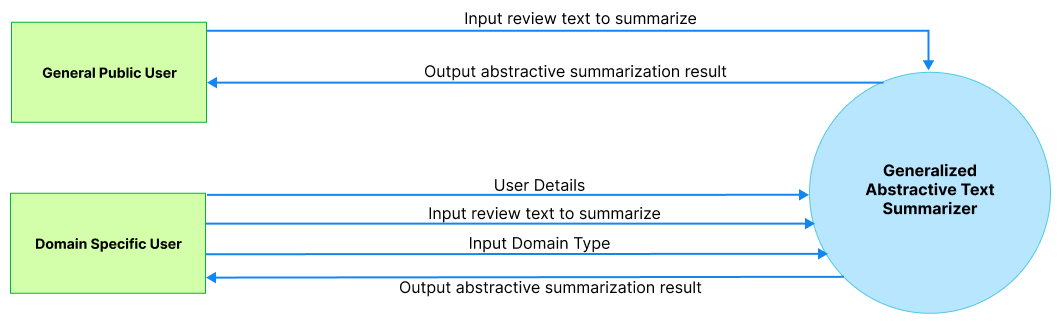 Input review text to summarize
General Public User
Output abstractive summarization result
User Details
Input review text to summarize
Domain Specific User
Input Domain Type
Output abstractive summarization result
Generalized
Abstractive Text
Summarizer